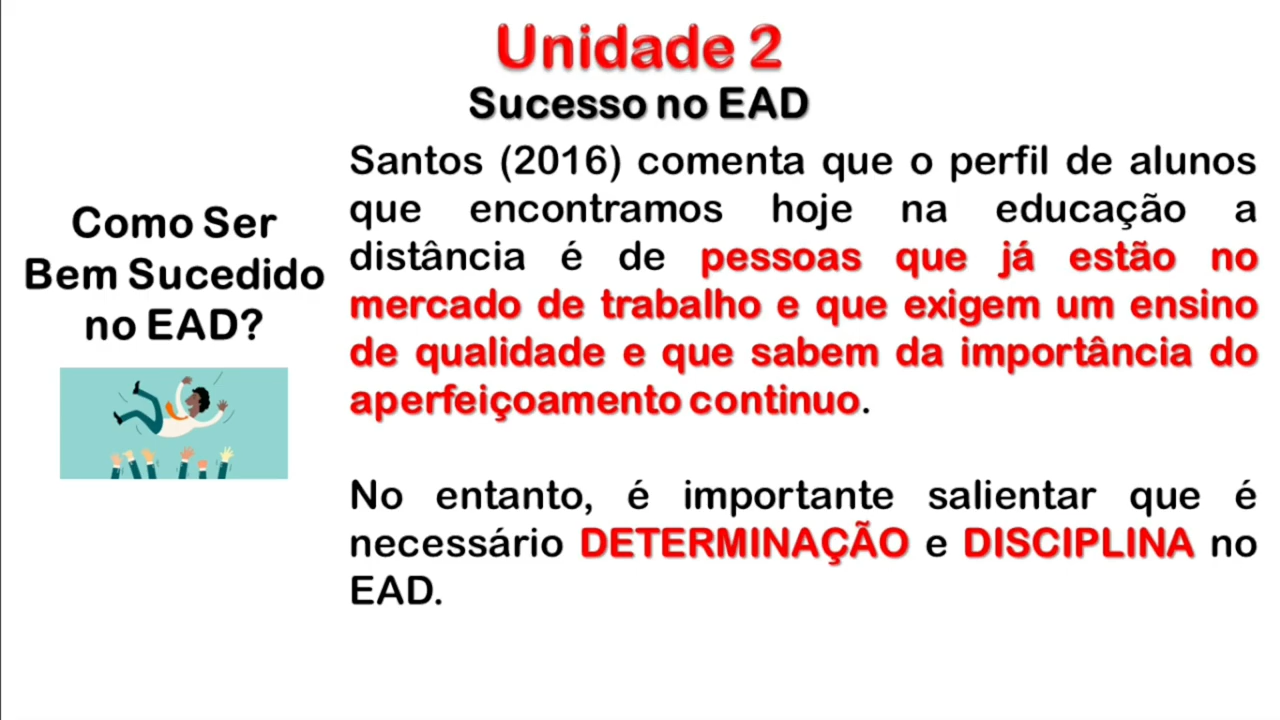 Unidade 2
Sucesso no EAD
Como Ser
Bem Sucedido
no EAD?
Santos (2016) comenta que o perfil de alunos
que encontramos hoje na educação a
distância é de pessoas que já estão no
mercado de trabalho e que exigem um ensino
de qualidade e que sabem da importância do
aperfeiçoamento continuo.
No entanto, é importante salientar que é
necessário DETERMINAÇÃO e DISCIPLINA no
EAD.